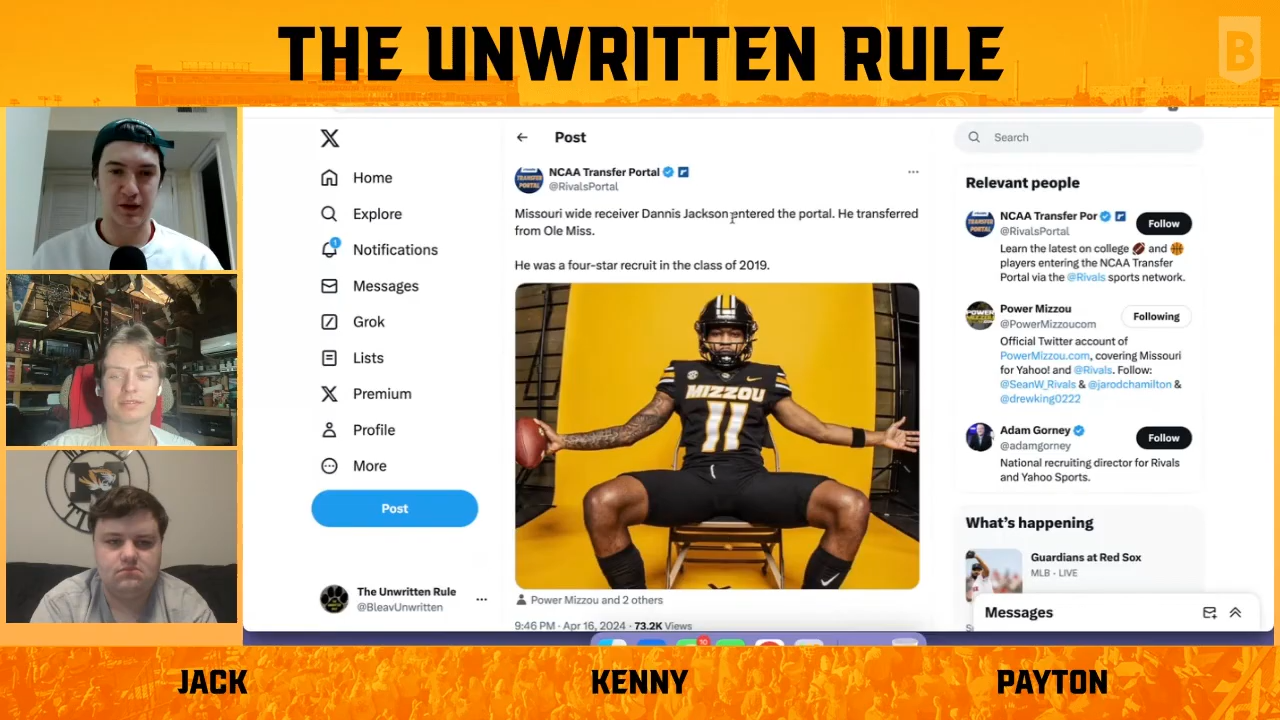 THE UNWRITTEN RULE
B
X
Home
Explore
1
Notifications
Messages
Grok
Lists
Premium
Profile
More
Post
The Unwritten Rule
@BleavUnwritten
Post
NCAA Transfer Portal
@RivalsPortal
Missouri wide receiver Dannis Jackson entered the portal. He transferred
from Ole Miss.
He was a four-star recruit in the class of 2019.
MIZZOU
11
Power Mizzou and 2 others
9:46 PM · Apr 16, 2024 · 73.2K Views
Search
Relevant people
NCAA Transfer Por
@RivalsPortal
Follow
Learn the latest on college 🏈 and 🏀
players entering the NCAA Transfer
Portal via the @Rivals sports network.
Power Mizzou
@PowerMizzoucom
Following
Official Twitter account of
PowerMizzou.com, covering Missouri
for Yahoo! and @Rivals. Follow:
@SeanW_Rivals & @jarodchamilton &
@drewking0222
Adam Gorney
@adamgorney
Follow
National recruiting director for Rivals
and Yahoo Sports.
What's happening
Guardians at Red Sox
MLB · LIVE
Messages
10
JACK
KENNY
PAYTON